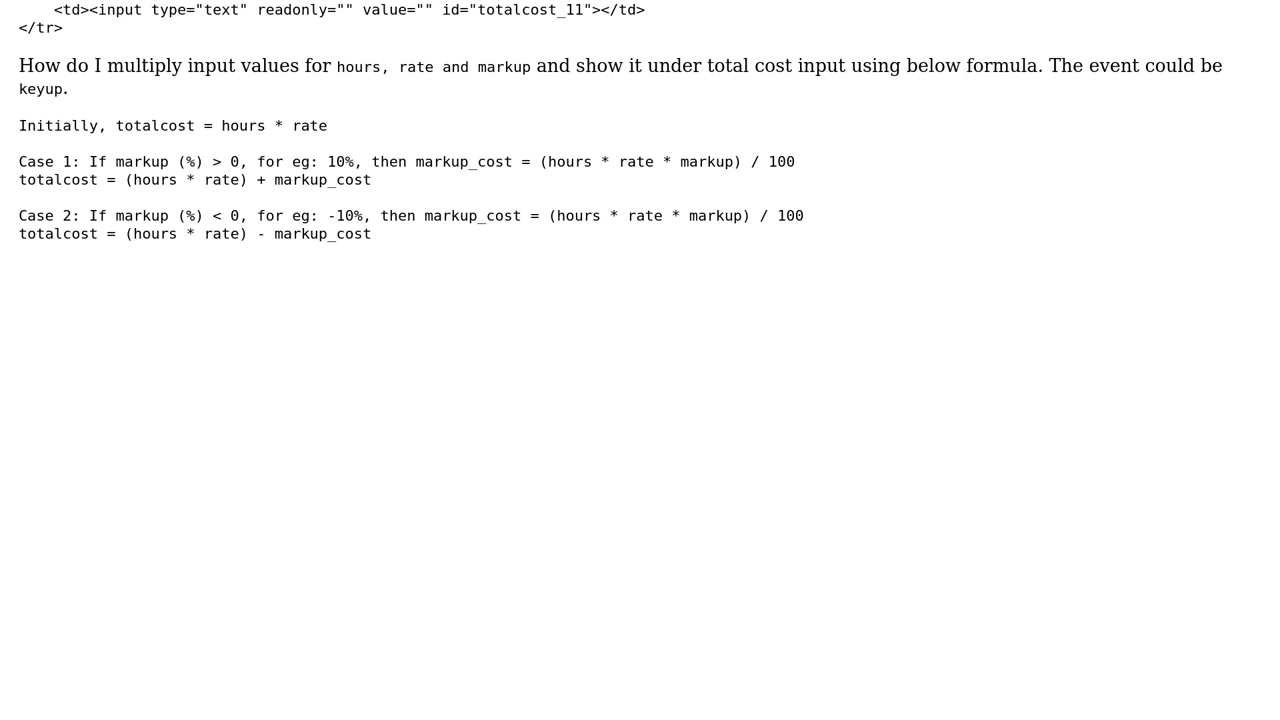 <td><input type="text" readonly="" value="" id="totalcost_11"></td>
</tr>
How do I multiply input values for hours, rate and markup and show it under total cost input using below formula. The event could be
keyup.
Initially, totalcost = hours * rate
Case 1: If markup (%) > 0, for eg: 10%, then markup_cost = (hours * rate * markup) / 100
totalcost = (hours * rate) + markup_cost
Case 2: If markup (%) < 0, for eg: -10%, then markup_cost = (hours * rate * markup) / 100
totalcost = (hours * rate) - markup_cost